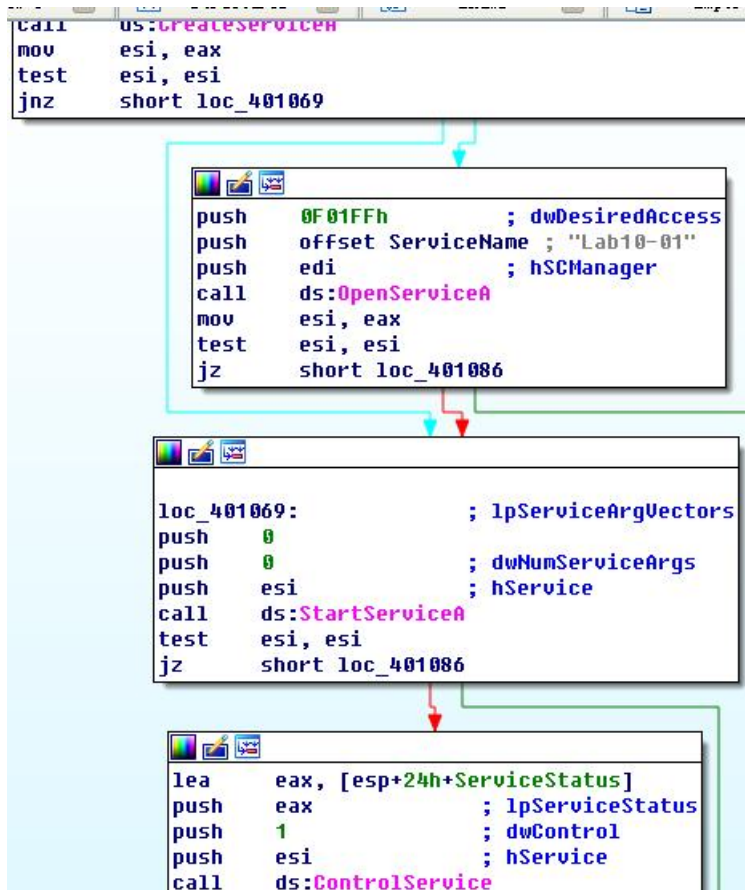 call ds:CreateServiceA
mov esi, eax
test esi, esi
jnz short loc_401069
push 0F01FFh ; dwDesiredAccess
push offset ServiceName ; "Lab10-01"
push edi ; hSCManager
call ds:OpenServiceA
mov esi, eax
test esi, esi
jz short loc_401086
loc_401069: ; lpServiceArgVectors
push 0
push 0 ; dwNumServiceArgs
push esi ; hService
call ds:StartServiceA
test esi, esi
jz short loc_401086
lea eax, [esp+24h+ServiceStatus]
push eax ; lpServiceStatus
push 1 ; dwControl
push esi ; hService
call ds:ControlService